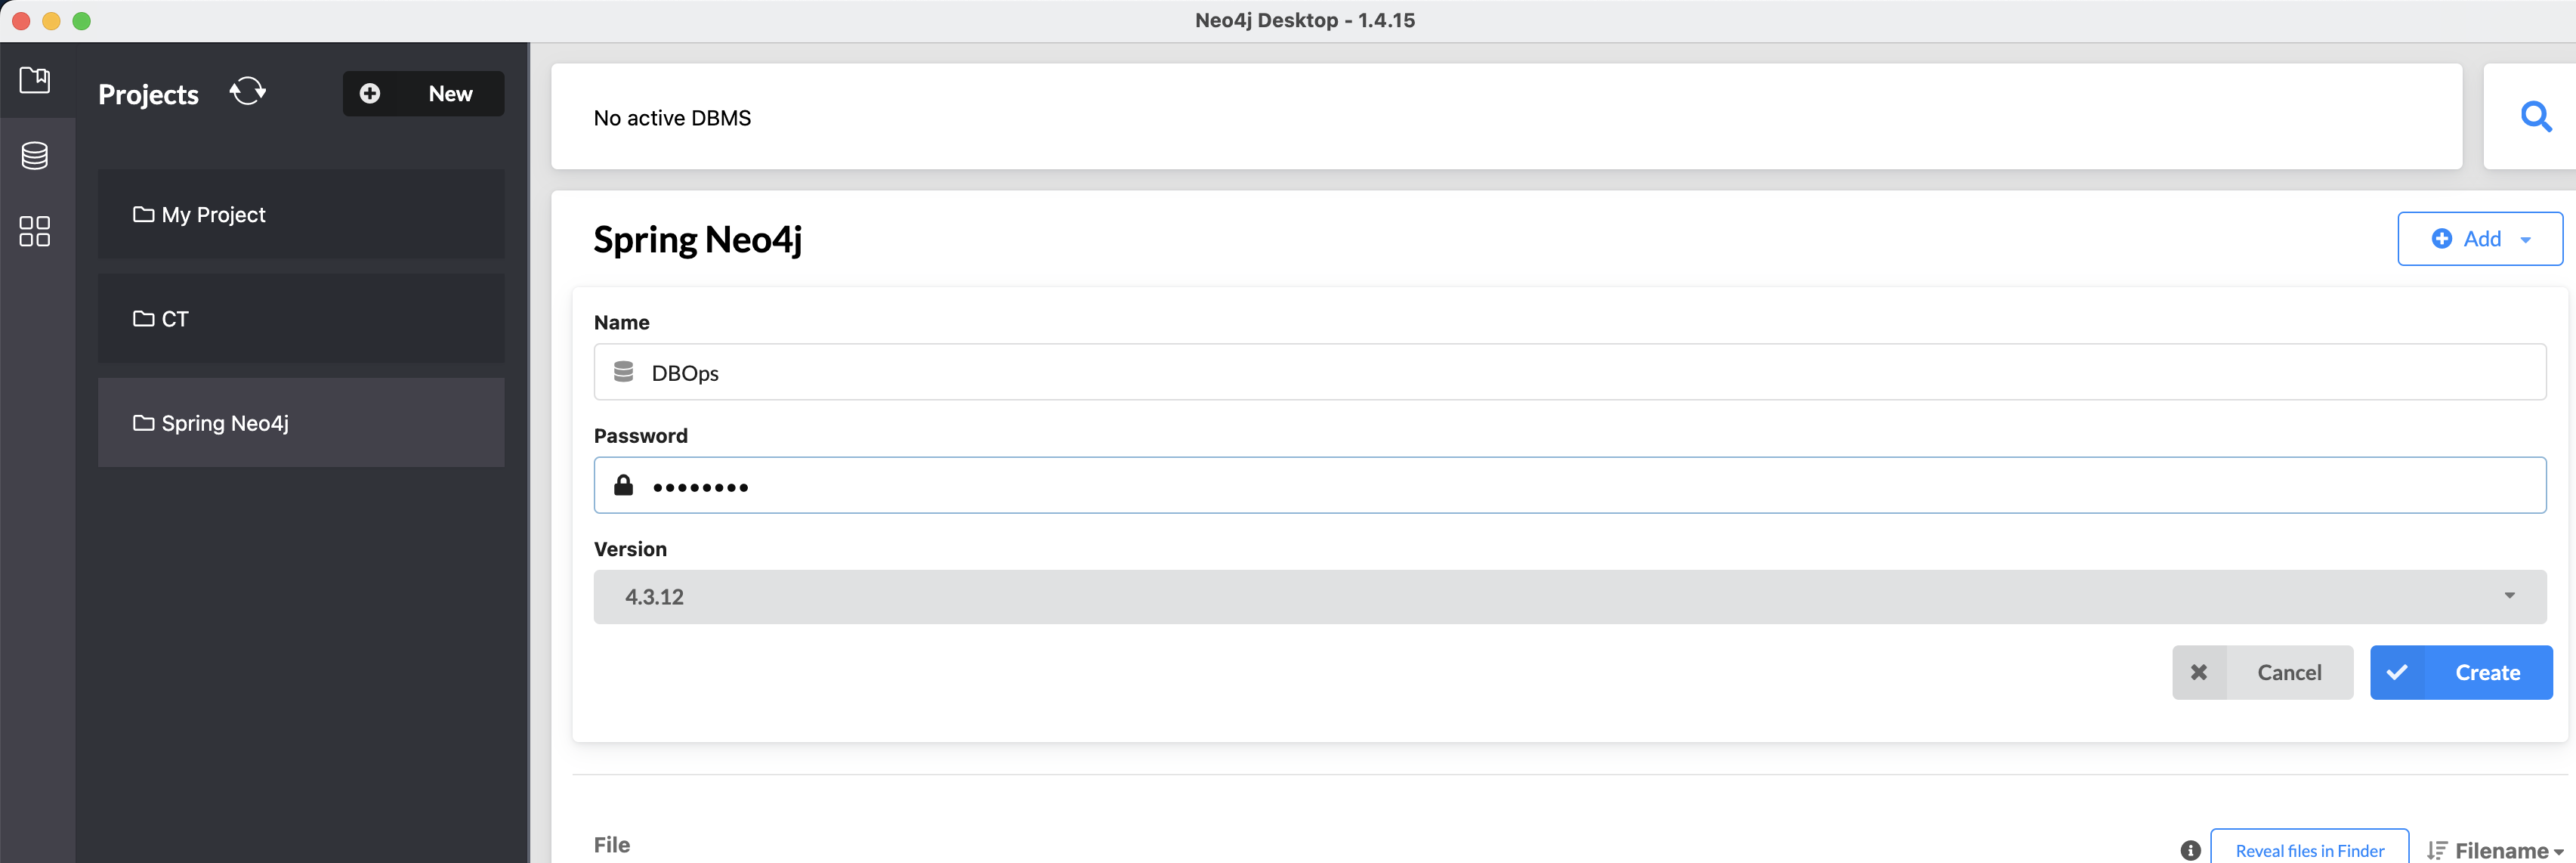 Neo4j Desktop - 1.4.15
Projects
New
My Project
CT
Spring Neo4j
No active DBMS
Spring Neo4j
Add
Name
DBOps
Password
••••••••
Version
4.3.12
Cancel
Create
File
Reveal files in Finder
Filename